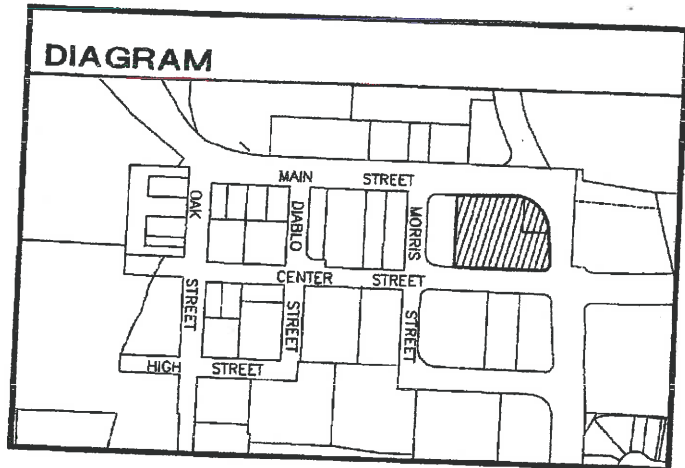 DIAGRAM
MAIN STREET
OAK STREET
DIABLO STREET
MORRIS STREET
CENTER STREET
HIGH STREET